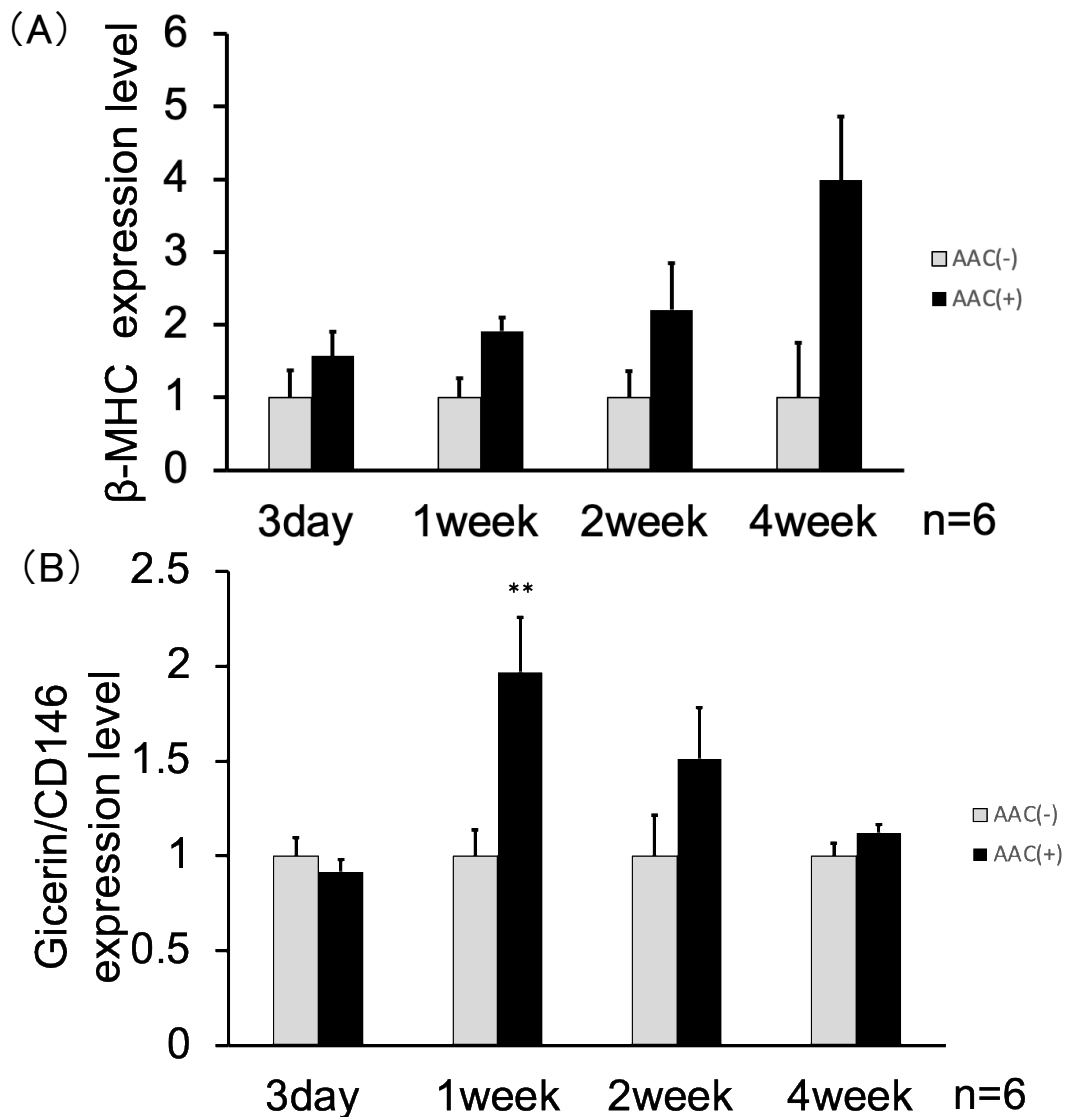 (A)
β-MHC expression level
6
5
4
3
2
1
0
AAC(-)
AAC(+)
3day 1week 2week 4week n=6
(B)
Gicerin/CD146
expression level
2.5
2
1.5
1
0.5
0
**
AAC(-)
AAC(+)
3day 1week 2week 4week n=6